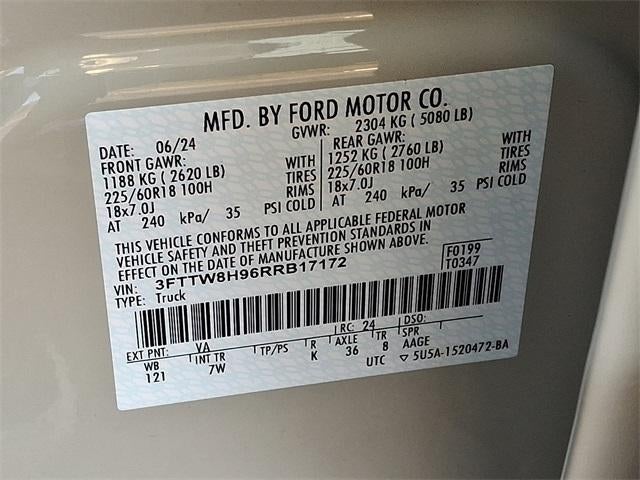 MFD. BY FORD MOTOR CO.
DATE: 06/24 GVWR: 2304 KG ( 5080 LB)
FRONT GAWR: WITH REAR GAWR: WITH
1188 KG ( 2620 LB) TIRES 1252 KG ( 2760 LB) TIRES
225/60R18 100H RIMS 225/60R18 100H RIMS
18x7.0J 18x7.0J
AT 240 kPa/ 35 PSI COLD AT 240 kPa/ 35 PSI COLD
THIS VEHICLE CONFORMS TO ALL APPLICABLE FEDERAL MOTOR
VEHICLE SAFETY AND THEFT PREVENTION STANDARDS IN
EFFECT ON THE DATE OF MANUFACTURE SHOWN ABOVE.
VIN: 3FTTW8H96RRB17172 F0199
TYPE: Truck T0347
EXT PNT: VA RC: 24 DSO:
WB INT TR TP/PS R AXLE TR SPR
121 7W K 36 8 AAGE
UTC ▽ 5U5A-1520472-BA